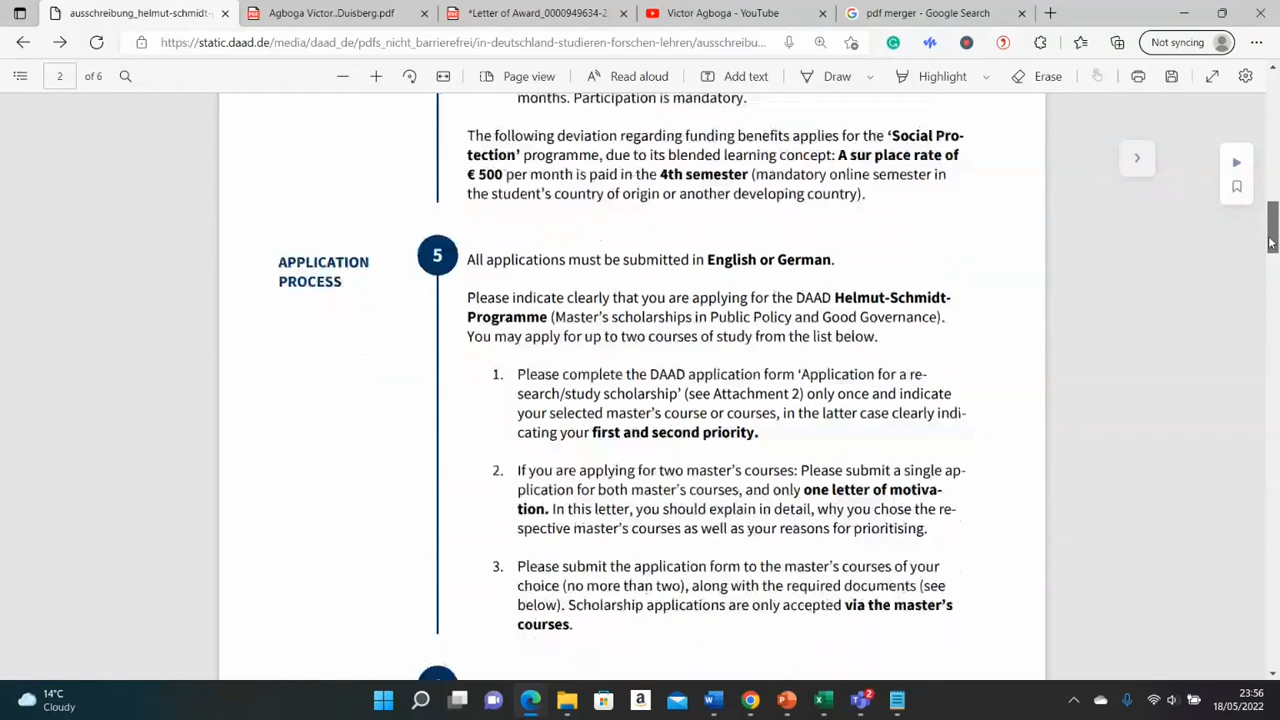 ausschreibung_helmut-schmidt-
Agboga Victor..Duisberg.pdf
*Letter of Award_0000949634-2
Victor Agboga - YouTube
pdf merger - Google Search
https://static.daad.de/media/daad_de/pdfs_nicht_barrierefrei/in-deutschland-studieren-forschen-lehren/ausschreibu...
Not syncing
2 of 6
Page view
Read aloud
Add text
Draw
Highlight
Erase
months. Participation is mandatory.
The following deviation regarding funding benefits applies for the ‘Social Pro-
tection’ programme, due to its blended learning concept: A sur place rate of
€ 500 per month is paid in the 4th semester (mandatory online semester in
the student’s country of origin or another developing country).
APPLICATION
PROCESS
5
All applications must be submitted in English or German.
Please indicate clearly that you are applying for the DAAD Helmut-Schmidt-
Programme (Master’s scholarships in Public Policy and Good Governance).
You may apply for up to two courses of study from the list below.
1. Please complete the DAAD application form ‘Application for a re-
search/study scholarship’ (see Attachment 2) only once and indicate
your selected master’s course or courses, in the latter case clearly indi-
cating your first and second priority.
2. If you are applying for two master’s courses: Please submit a single ap-
plication for both master’s courses, and only one letter of motiva-
tion. In this letter, you should explain in detail, why you chose the re-
spective master’s courses as well as your reasons for prioritising.
3. Please submit the application form to the master’s courses of your
choice (no more than two), along with the required documents (see
below). Scholarship applications are only accepted via the master’s
courses.
14°C
Cloudy
2
23:56
18/05/2022